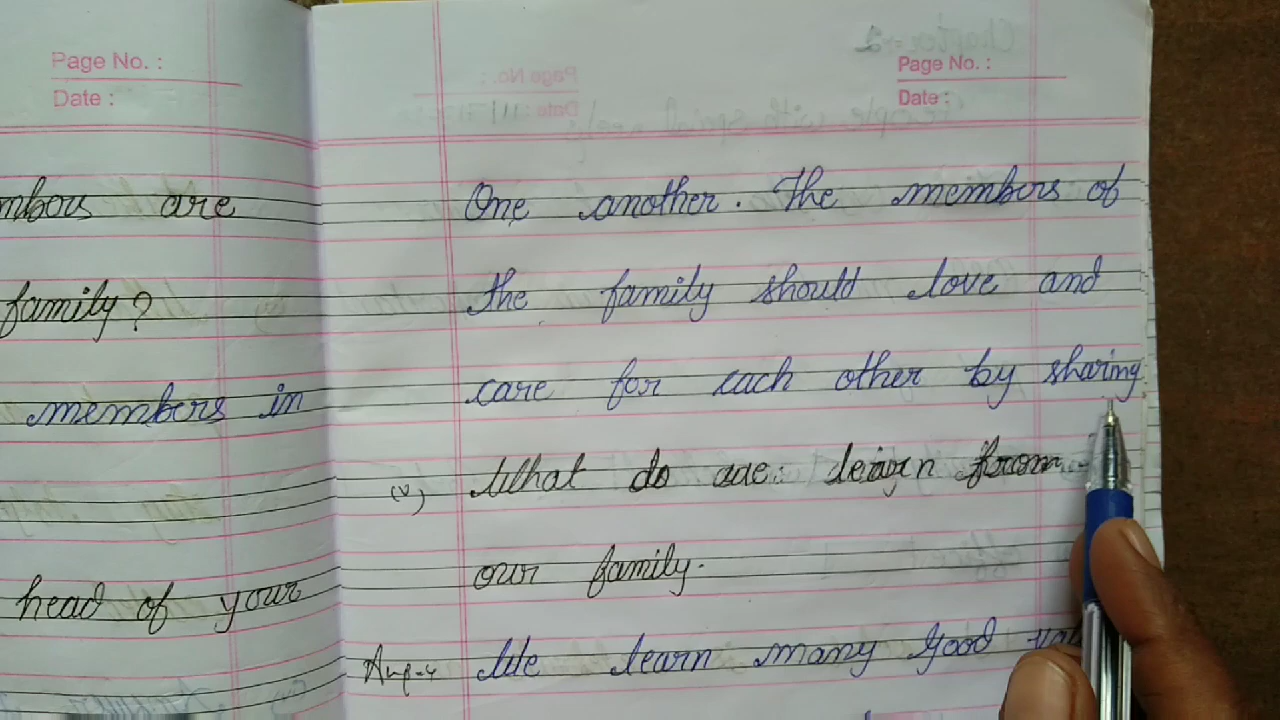 Page No. :
Date :
mbors are
family?
members in
head of your
Page No. :
Date :
One another. The members of
the family should love and
care for each other by sharing
(v) What do we learn from
our family.
Ans-v We learn many good